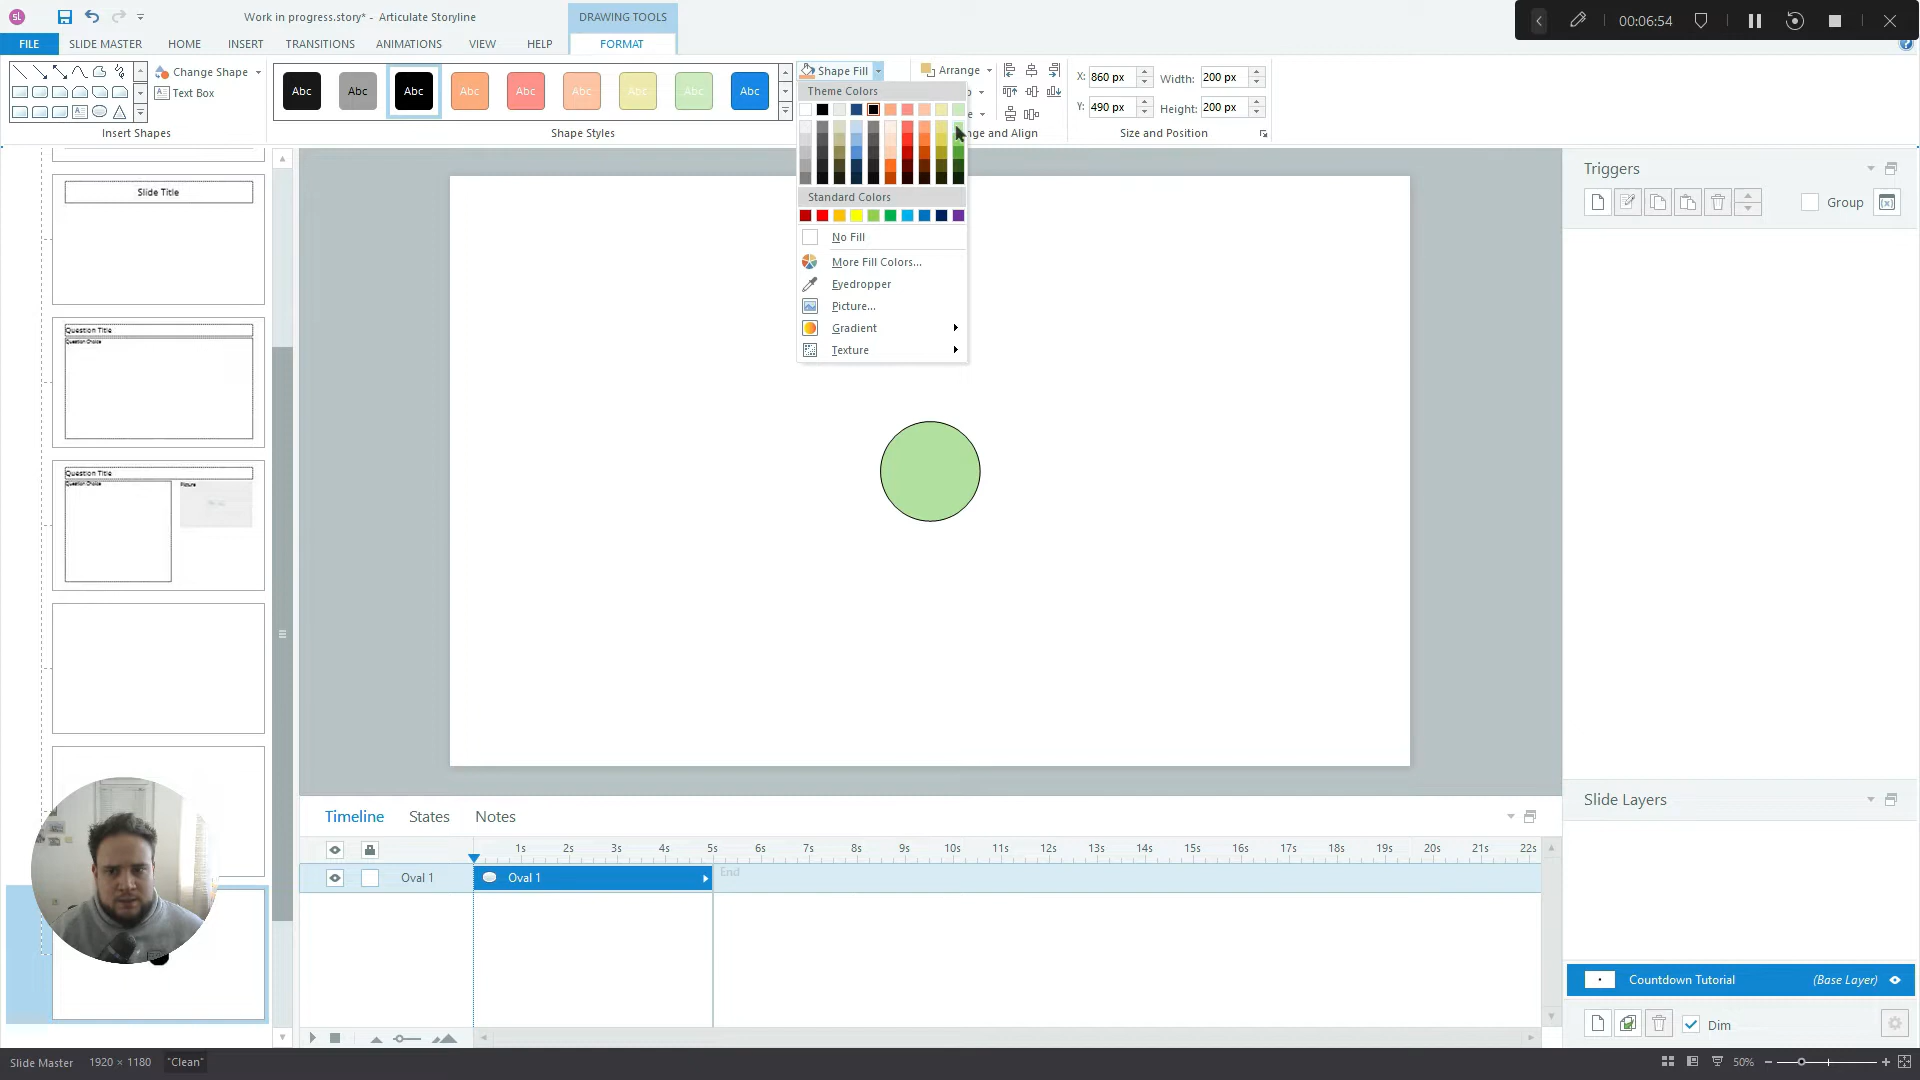 sl
Work in progress.story* - Articulate Storyline
DRAWING TOOLS
00:06:54
FILE
SLIDE MASTER
HOME
INSERT
TRANSITIONS
ANIMATIONS
VIEW
HELP
FORMAT
Change Shape
Text Box
Insert Shapes
Abc Abc Abc Abc Abc Abc Abc Abc Abc
Shape Styles
Shape Fill
Theme Colors
Standard Colors
No Fill
More Fill Colors...
Eyedropper
Picture...
Gradient
Texture
Arrange
nge and Align
X: 860 px
Width: 200 px
Y: 490 px
Height: 200 px
Size and Position
Slide Title
Question Title
Question Choice
Question Title
Question Choice
Picture
Triggers
Group
Timeline
States
Notes
1s 2s 3s 4s 5s 6s 7s 8s 9s 10s 11s 12s 13s 14s 15s 16s 17s 18s 19s 20s 21s 22s
Oval 1
Oval 1
End
Slide Layers
Countdown Tutorial
(Base Layer)
Dim
Slide Master
1920 × 1180
"Clean"
50%